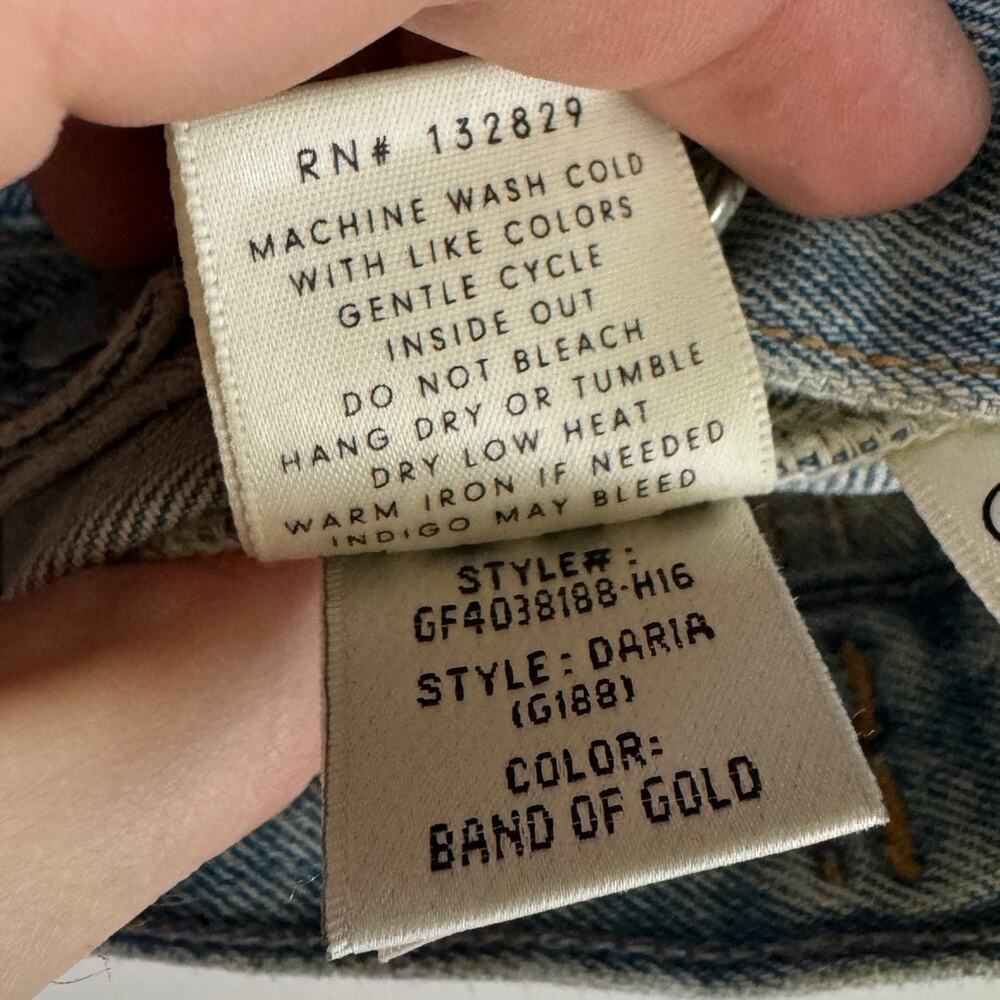 RN# 132829
MACHINE WASH COLD
WITH LIKE COLORS
GENTLE CYCLE
INSIDE OUT
DO NOT BLEACH
HANG DRY OR TUMBLE
DRY LOW HEAT
WARM IRON IF NEEDED
INDIGO MAY BLEED
STYLE#:
GF4038188-H16
STYLE: DARIA
(G188)
COLOR:
BAND OF GOLD